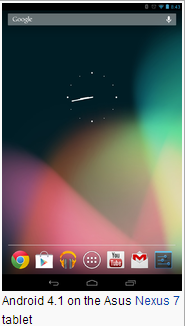 8:43
Google
You
Tube
Android 4.1 on the Asus Nexus 7
tablet